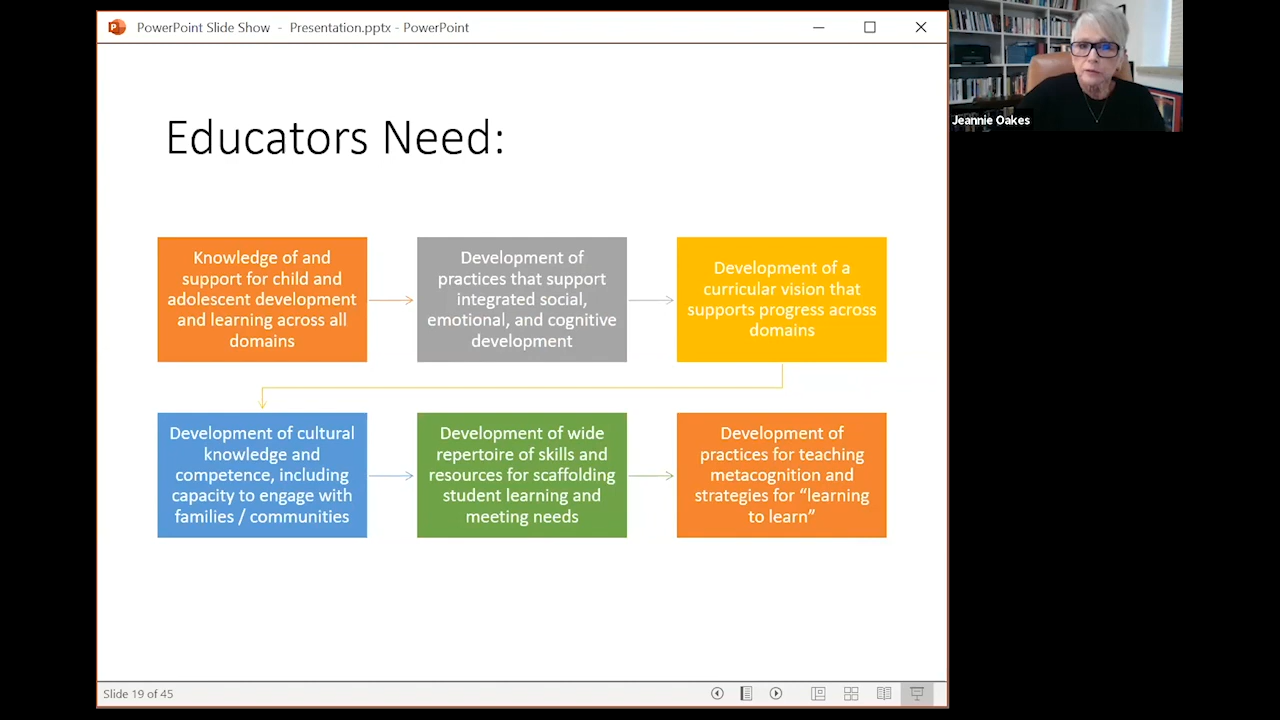 PowerPoint Slide Show - Presentation.pptx - PowerPoint
Jeannie Oakes
Educators Need:
Knowledge of and
support for child and
adolescent development
and learning across all
domains
Development of
practices that support
integrated social,
emotional, and cognitive
development
Development of a
curricular vision that
supports progress across
domains
Development of cultural
knowledge and
competence, including
capacity to engage with
families / communities
Development of wide
repertoire of skills and
resources for scaffolding
student learning and
meeting needs
Development of
practices for teaching
metacognition and
strategies for “learning
to learn”
Slide 19 of 45